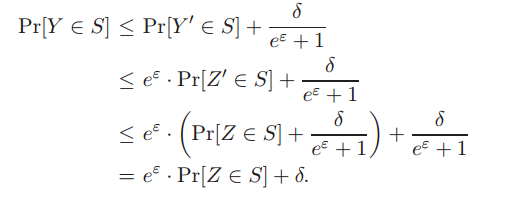 Pr[Y ∈ S] ≤ Pr[Y′ ∈ S] + δ/(e^ε + 1)
≤ e^ε · Pr[Z′ ∈ S] + δ/(e^ε + 1)
≤ e^ε · (Pr[Z ∈ S] + δ/(e^ε + 1)) + δ/(e^ε + 1)
= e^ε · Pr[Z ∈ S] + δ.